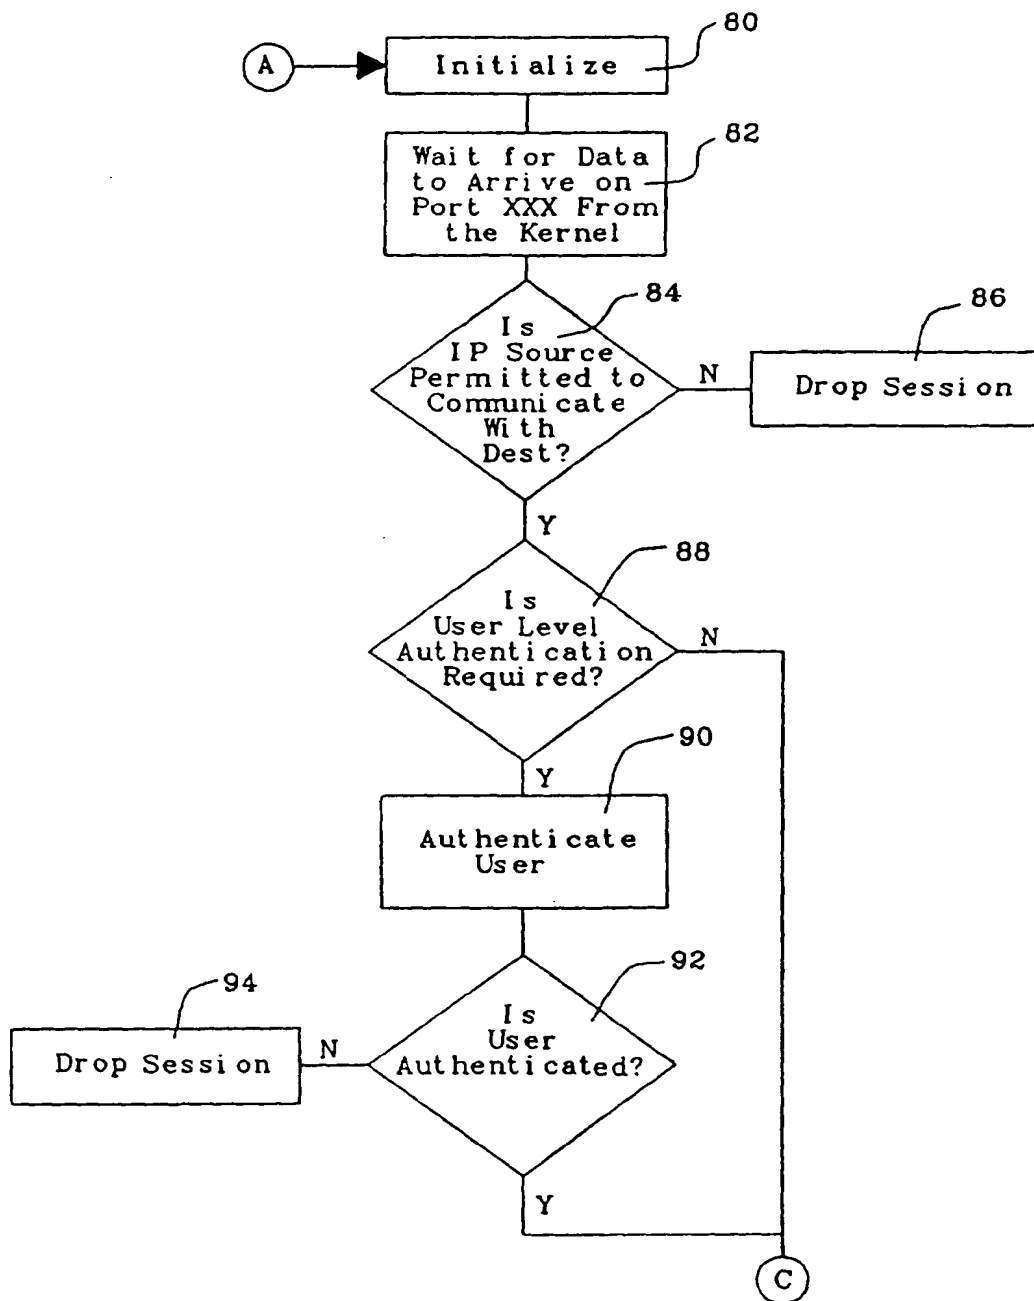 80
A
Initialize
82
Wait for Data
to Arrive on
Port XXX From
the Kernel
84
Is
IP Source
Permitted to
Communicate
With
Dest?
N
86
Drop Session
Y
88
Is
User Level
Authentication
Required?
N
Y
90
Authenticate
User
92
Is
User
Authenticated?
94
N
Drop Session
Y
C